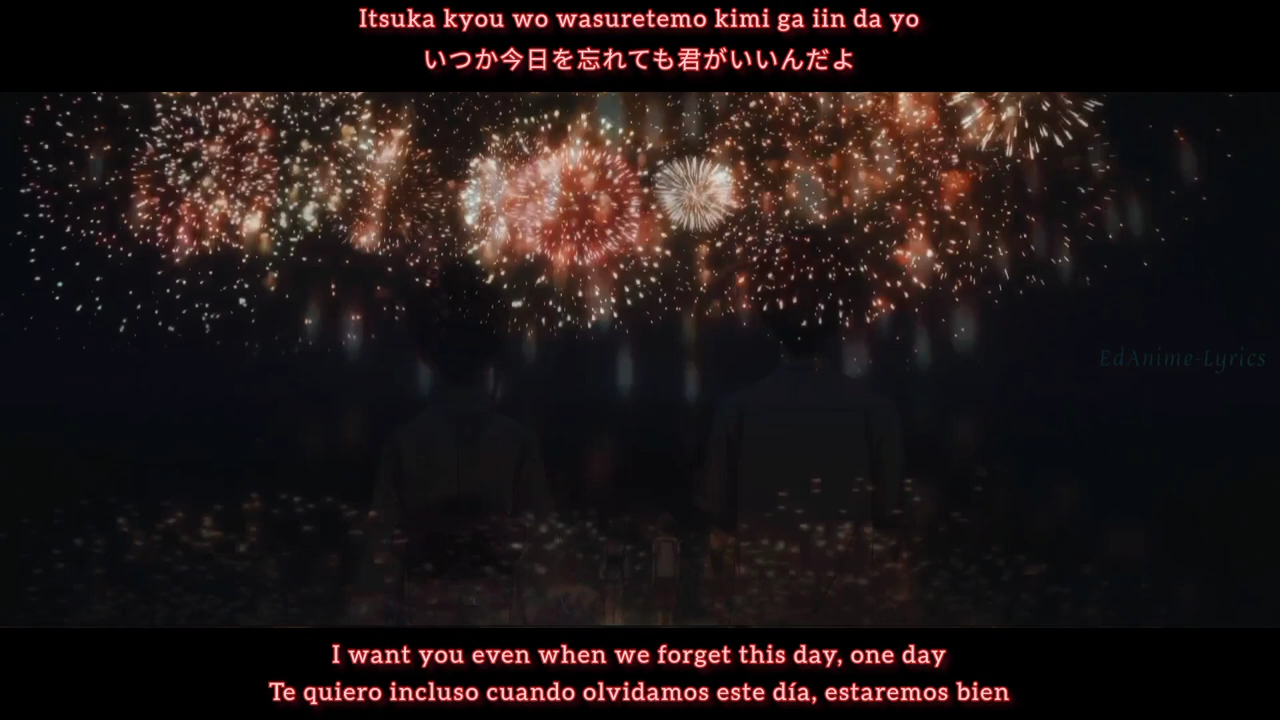 Itsuka kyou wo wasuretemo kimi ga iin da yo
いつか今日を忘れても君がいいんだよ
EdAnime-Lyrics
I want you even when we forget this day, one day
Te quiero incluso cuando olvidamos este día, estaremos bien